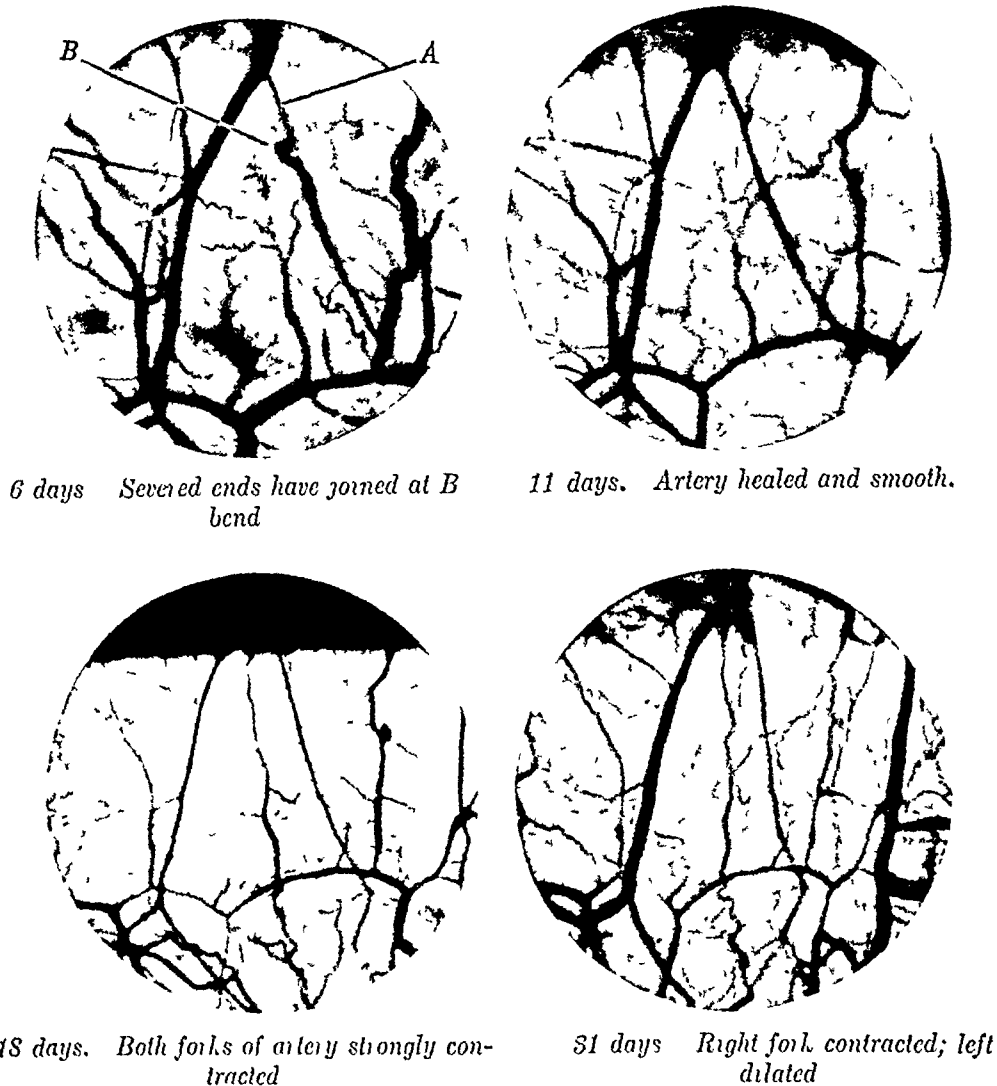 B
A
6 days Severed ends have joined at B
bend
11 days. Artery healed and smooth.
18 days. Both forks of artery strongly con-
tracted
31 days Right fork contracted; left
dilated